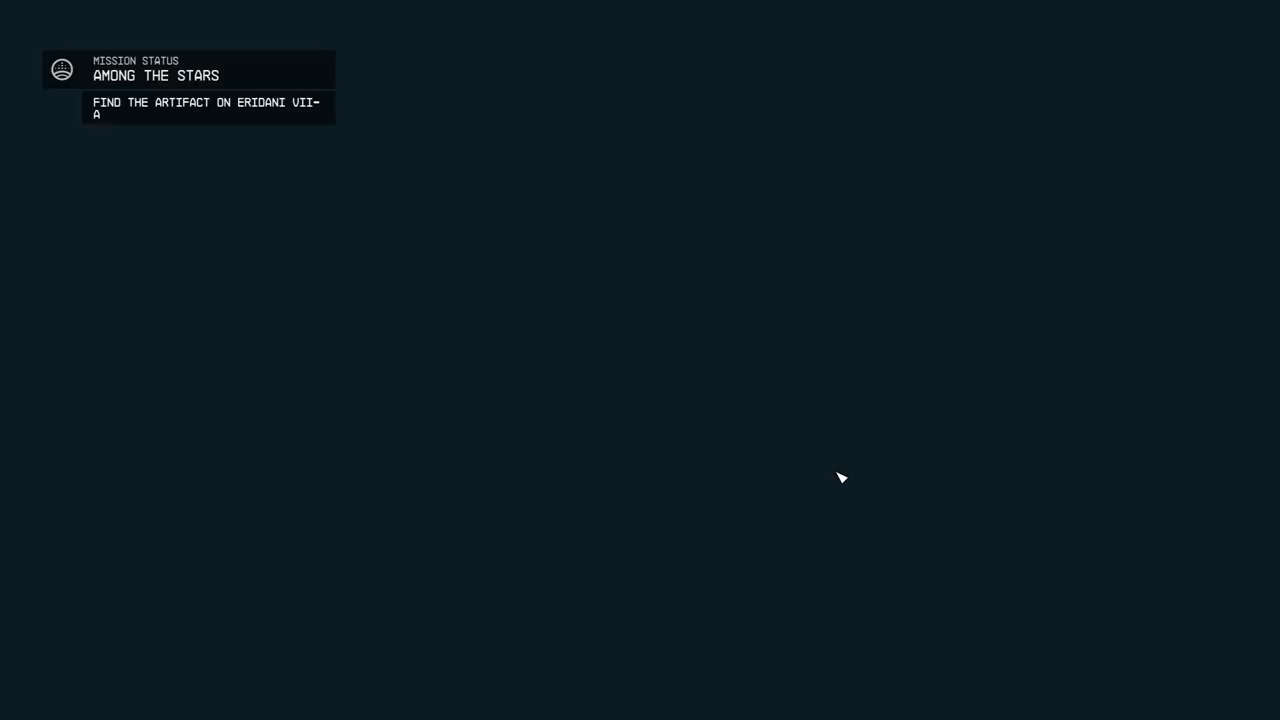 MISSION STATUS
AMONG THE STARS
FIND THE ARTIFACT ON ERIDANI VII-
A